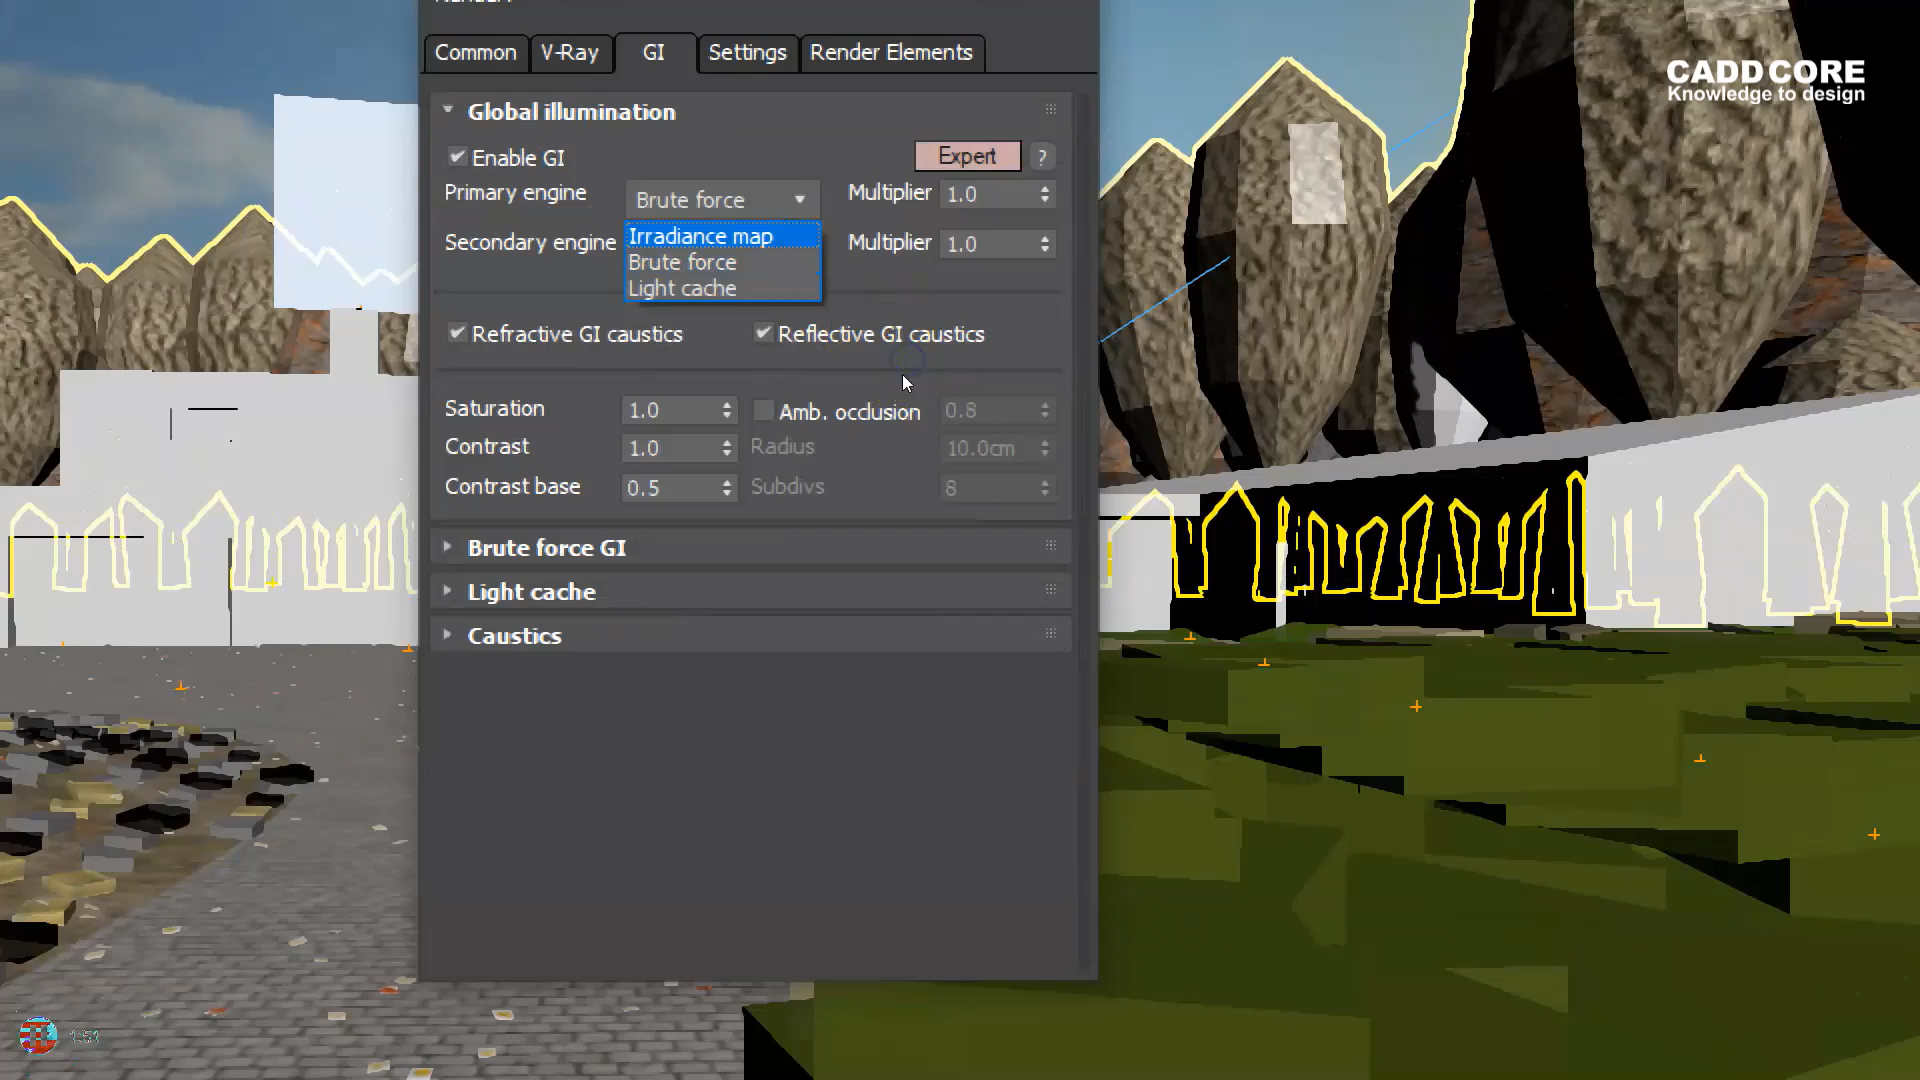 Common V-Ray GI Settings Render Elements
CADD CORE
Knowledge to design
Global illumination
Enable GI Expert ?
Primary engine Brute force Multiplier 1.0
Secondary engine Irradiance map Multiplier 1.0
Brute force
Light cache
Refractive GI caustics Reflective GI caustics
Saturation 1.0 Amb. occlusion 0.8
Contrast 1.0 Radius 10.0cm
Contrast base 0.5 Subdivs 8
Brute force GI
Light cache
Caustics